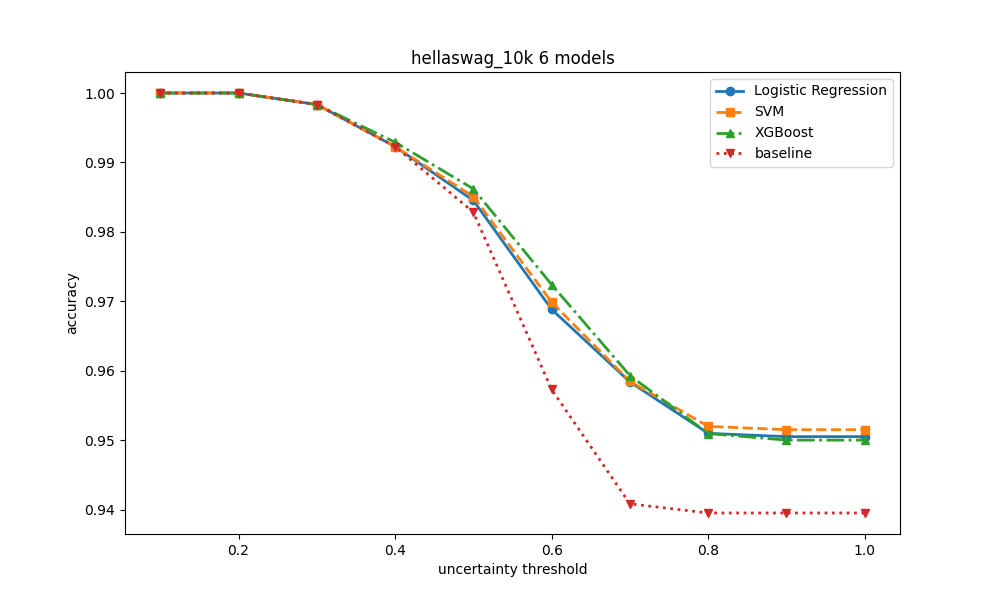 hellaswag_10k 6 models
Logistic Regression
SVM
XGBoost
baseline
1.00
0.99
0.98
0.97
0.96
0.95
0.94
accuracy
0.2
0.4
0.6
0.8
1.0
uncertainty threshold